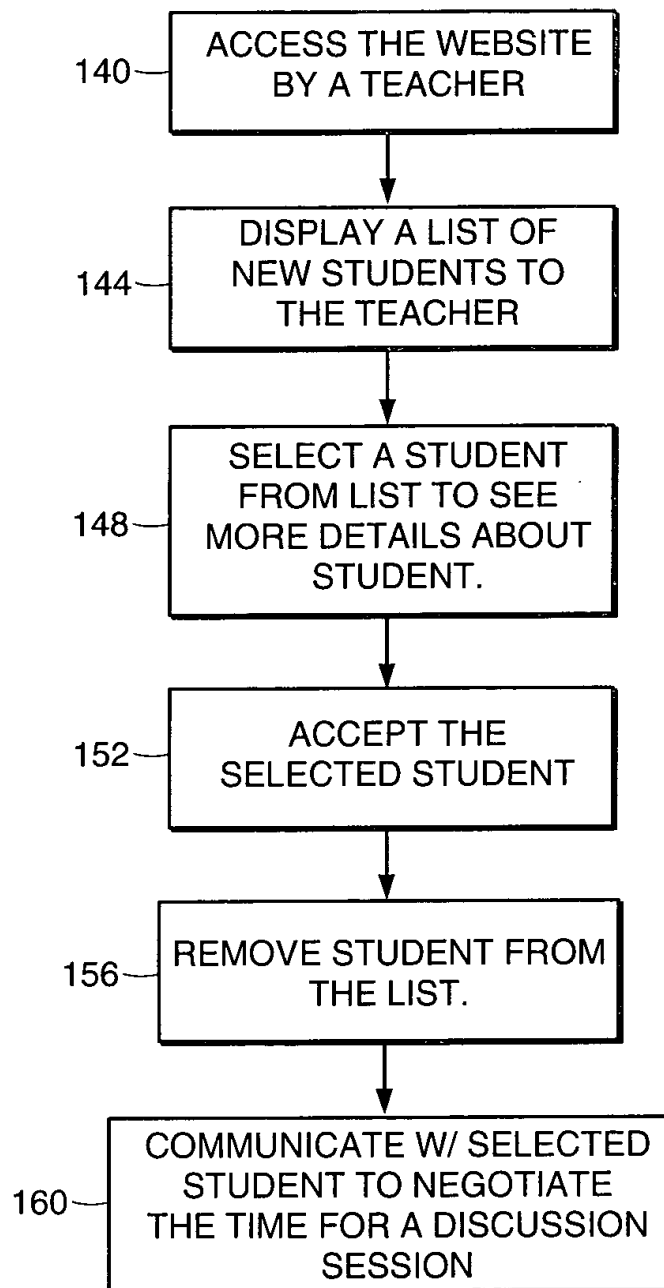 ACCESS THE WEBSITE
140
BY A TEACHER
DISPLAY A LIST OF
NEW STUDENTS TO
144
THE TEACHER
SELECT A STUDENT
FROM LIST TO SEE
148
MORE DETAILS ABOUT
STUDENT.
ACCEPT THE
152
SELECTED STUDENT
REMOVE STUDENT FROM
156
THE LIST.
COMMUNICATE W/ SELECTED
STUDENT TO NEGOTIATE
160
THE TIME FOR A DISCUSSION
SESSION